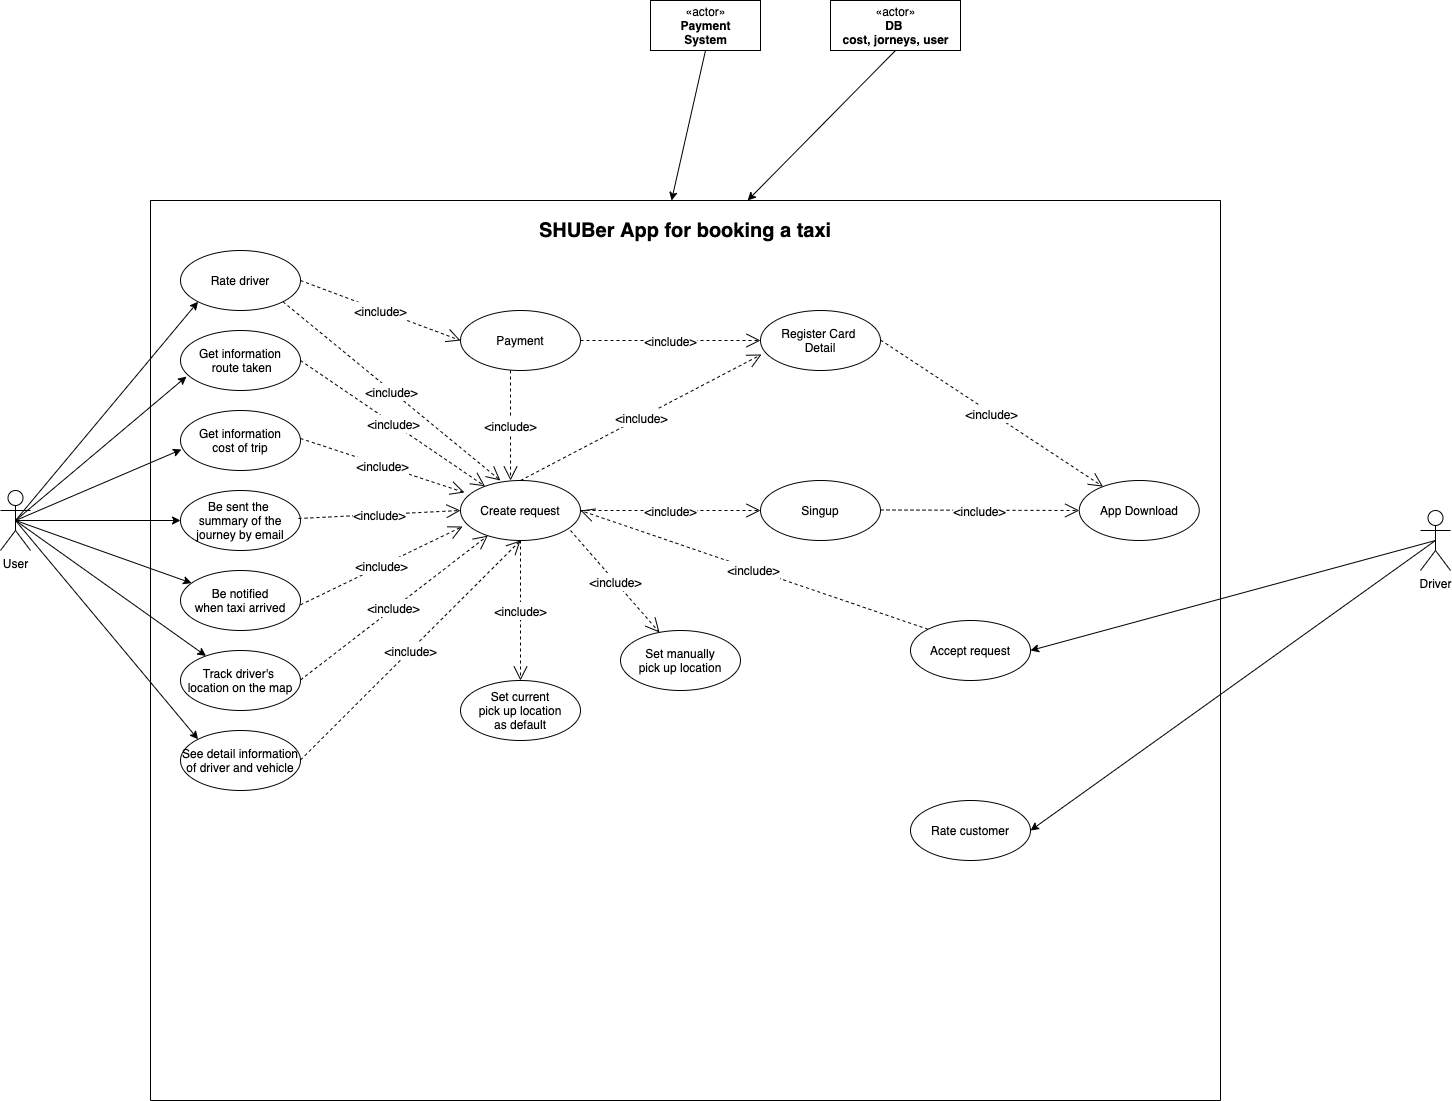 «actor»
Payment
System
«actor»
DB
cost, jorneys, user
SHUBer App for booking a taxi
Rate driver
<include>
Payment
<include>
Register Card
Detail
Get information
route taken
<include>
<include>
<include>
<include>
<include>
Get information
cost of trip
<include>
Be sent the
summary of the
journey by email
<include>
Create request
<include>
Singup
<include>
App Download
User
Driver
Be notified
when taxi arrived
<include>
<include>
<include>
<include>
<include>
Accept request
Set manually
pick up location
<include>
Track driver's
location on the map
Set current
pick up location
as default
See detail information
of driver and vehicle
Rate customer